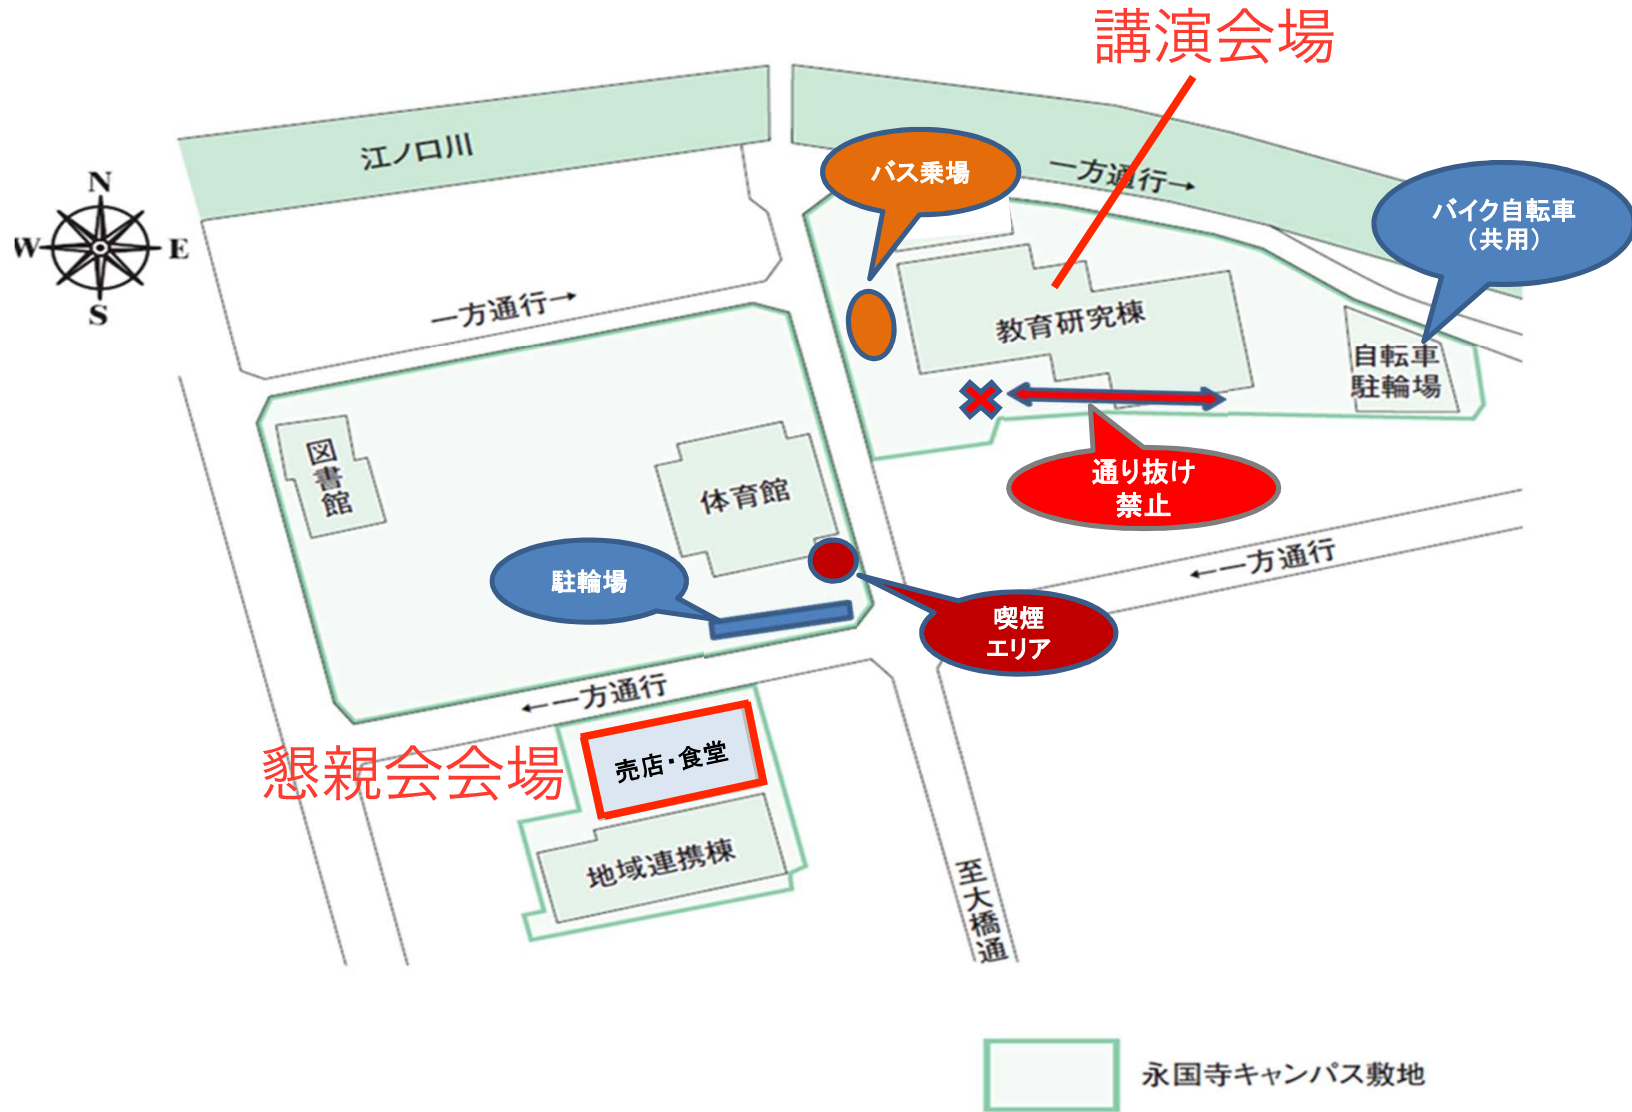 講演会場
江ノ口川
バス乗場
一方通行→
バイク自転車
（共用）
N
W
E
S
一方通行→
教育研究棟
自転車
駐輪場
図書館
体育館
通り抜け
禁止
←一方通行
駐輪場
喫煙
エリア
←一方通行
懇親会会場
売店・食堂
地域連携棟
至大橋通
永国寺キャンパス敷地